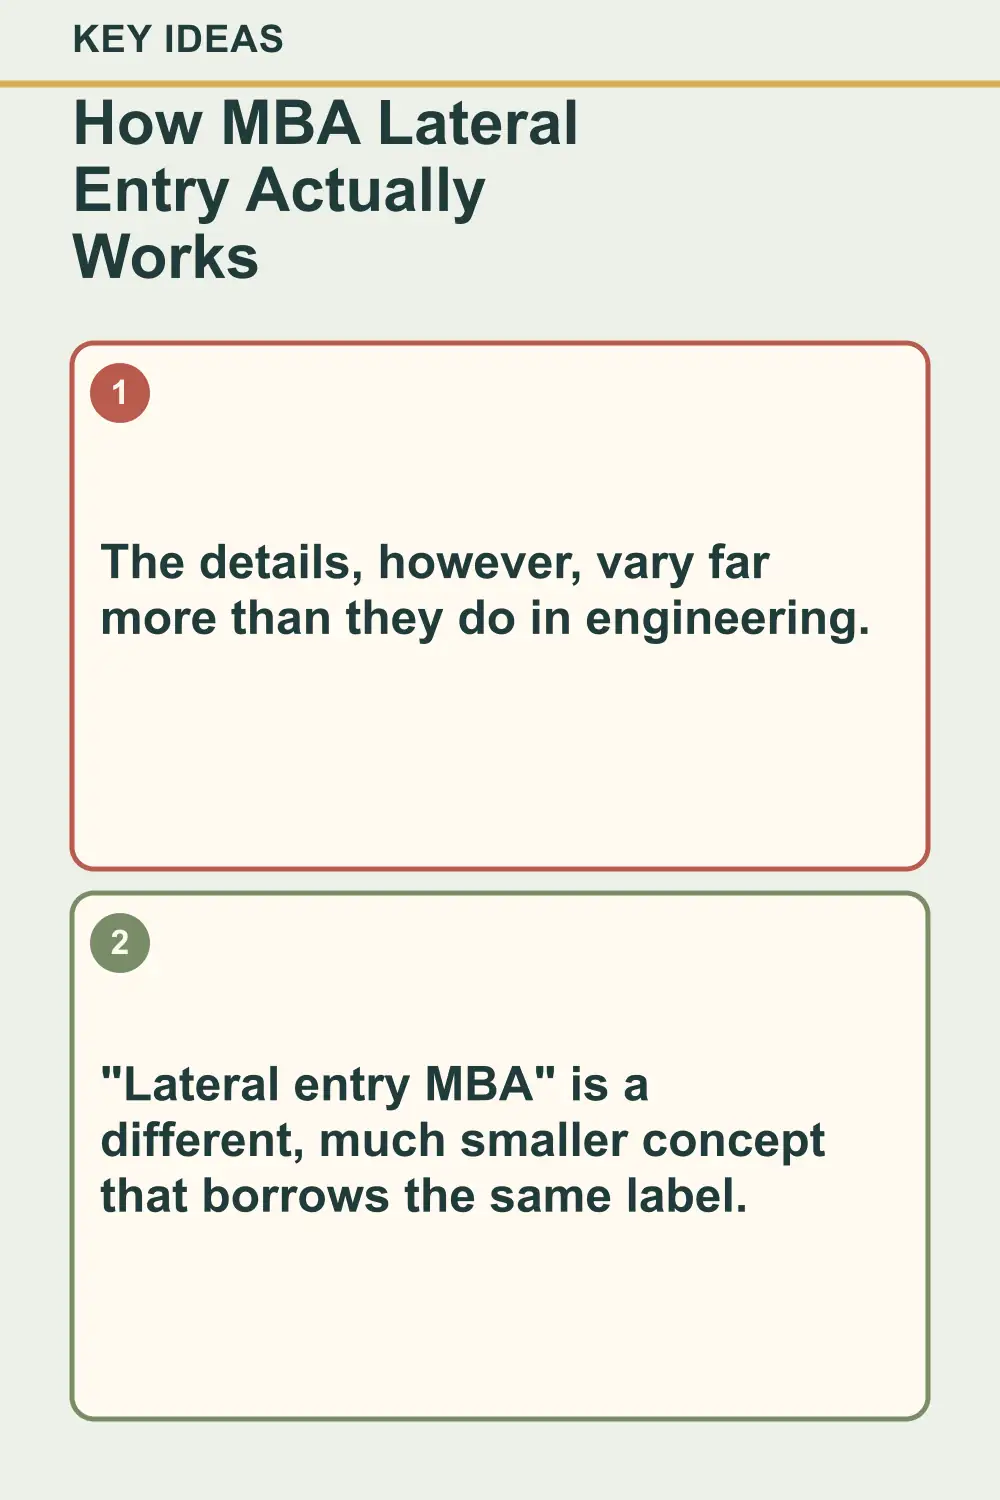 KEY IDEAS
How MBA Lateral
Entry Actually
Works
1
The details, however, vary far
more than they do in engineering.
2
"Lateral entry MBA" is a
different, much smaller concept
that borrows the same label.